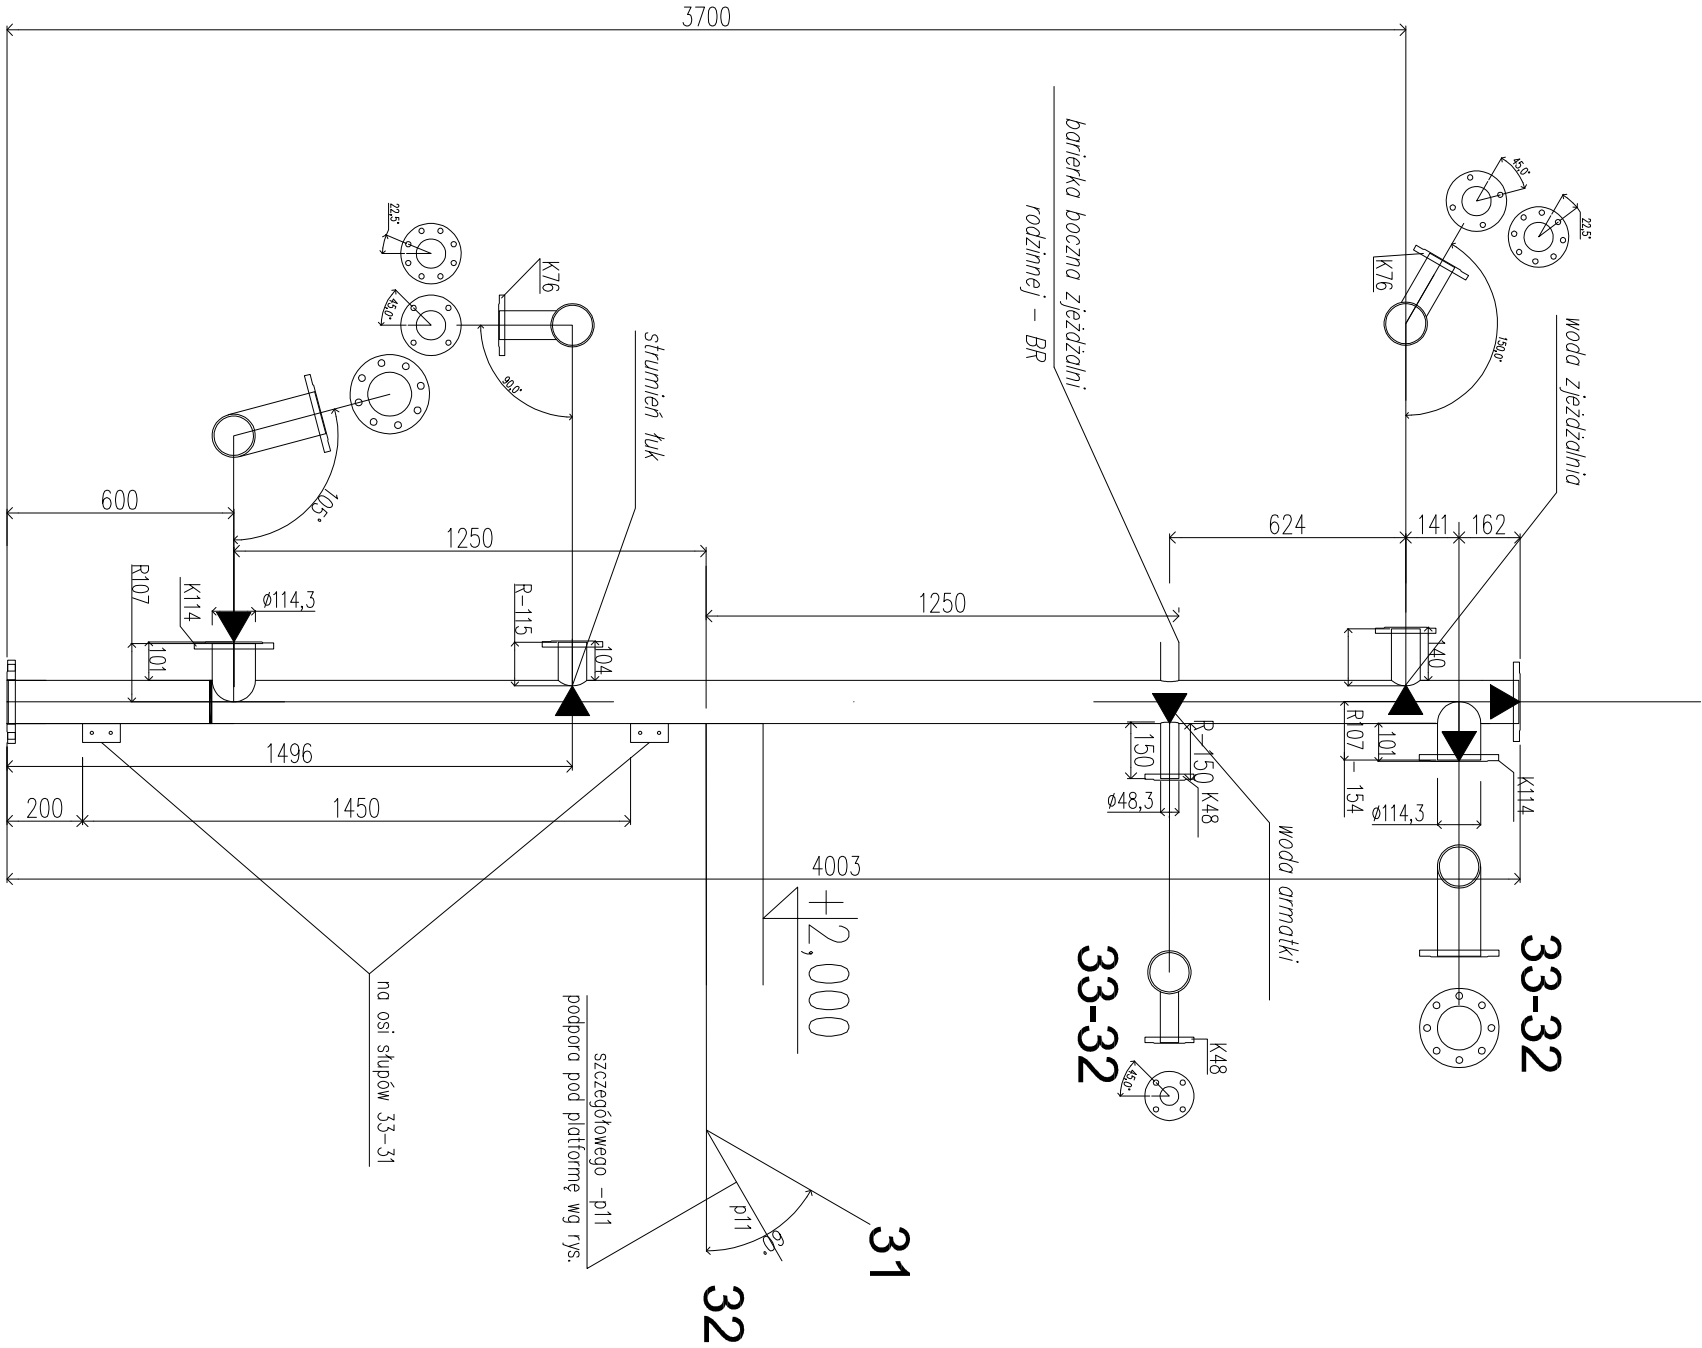 3700
45,0°
22,5°
150,0°
K76
woda zjeżdżalnia
barierka boczna zjeżdżalni
rodzinnej - BR
22,5°
45,0°
K76
90,0°
strumień łuk
105°
600
1250
1250
624
141
162
R107
K114
ø114,3
101
R-115
104
140
R107
101
154
K114
ø114,3
1496
200
1450
R-150
150
K48
ø48,3
woda armatki
4003
+2,000
33-32
33-32
K48
45,0°
na osi słupów 33-31
szczegółowego -p11
podpora pod platformę wg rys.
p11
60°
31
32